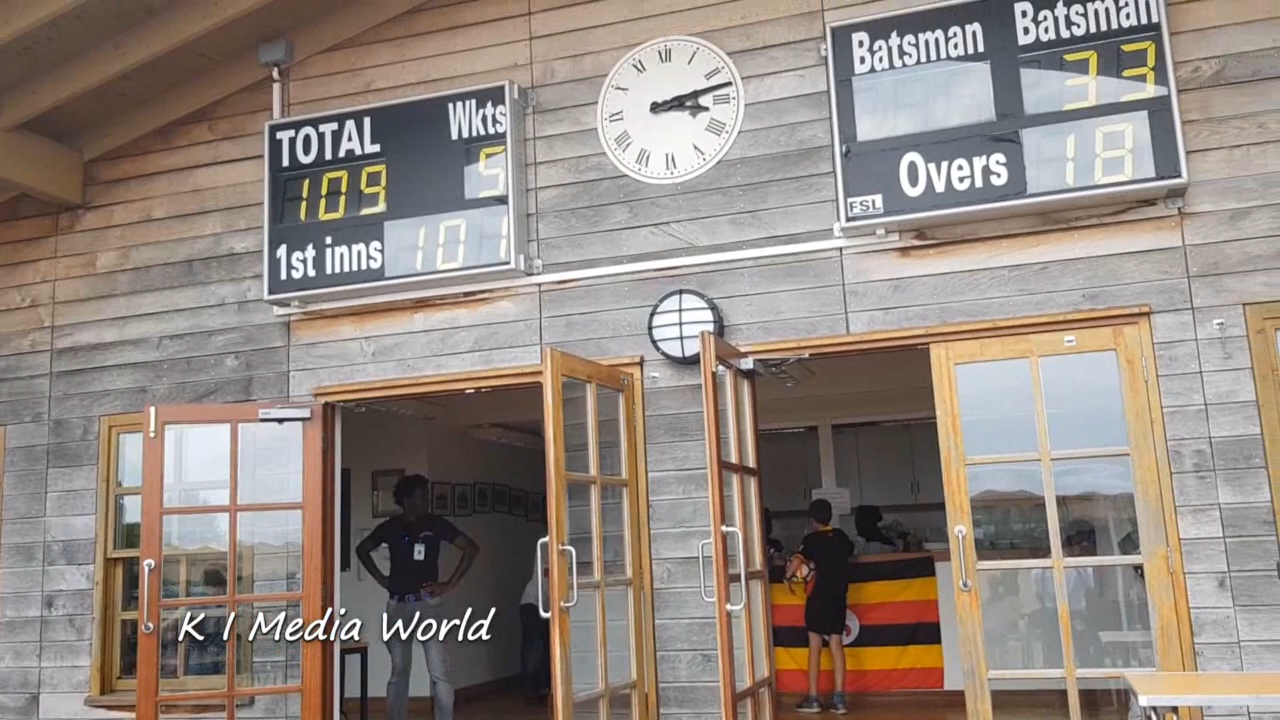 TOTAL Wkts
109 5
1st inns 101
Batsman Batsman
33
Overs 18
FSL
K I Media World